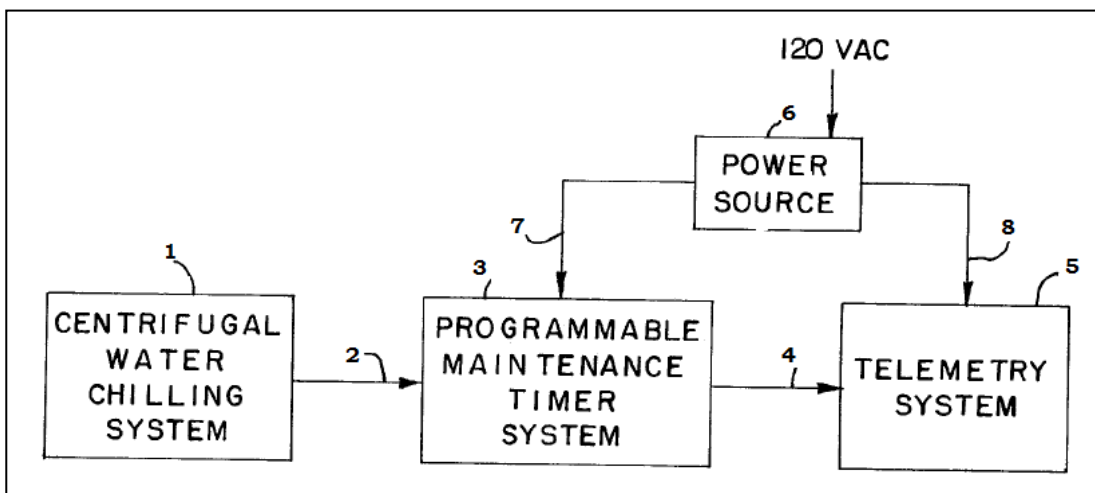 120 VAC
6
POWER
SOURCE
7
8
1
3
5
CENTRIFUGAL
WATER
CHILLING
SYSTEM
2
PROGRAMMABLE
MAINTENANCE
TIMER
SYSTEM
4
TELEMETRY
SYSTEM